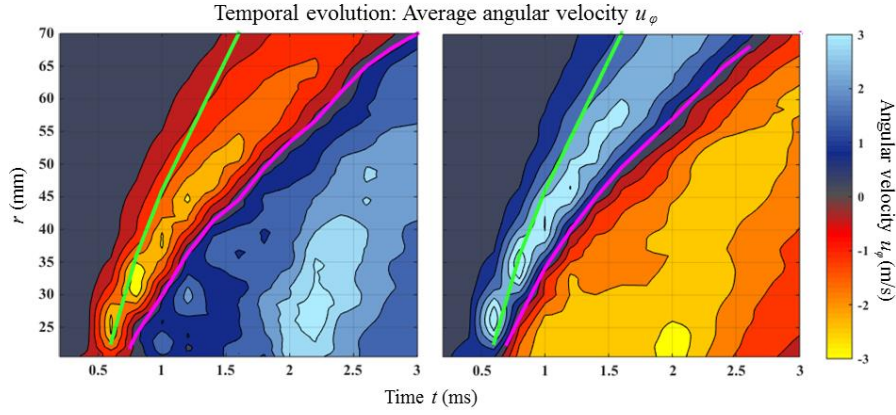 Temporal evolution: Average angular velocity u φ
70
65
60
55
50
45
40
35
30
25
r (mm)
0.5 1 1.5 2 2.5 3
0.5 1 1.5 2 2.5 3
Time t (ms)
3
2
1
0
-1
-2
-3
Angular velocity uφ (m/s)